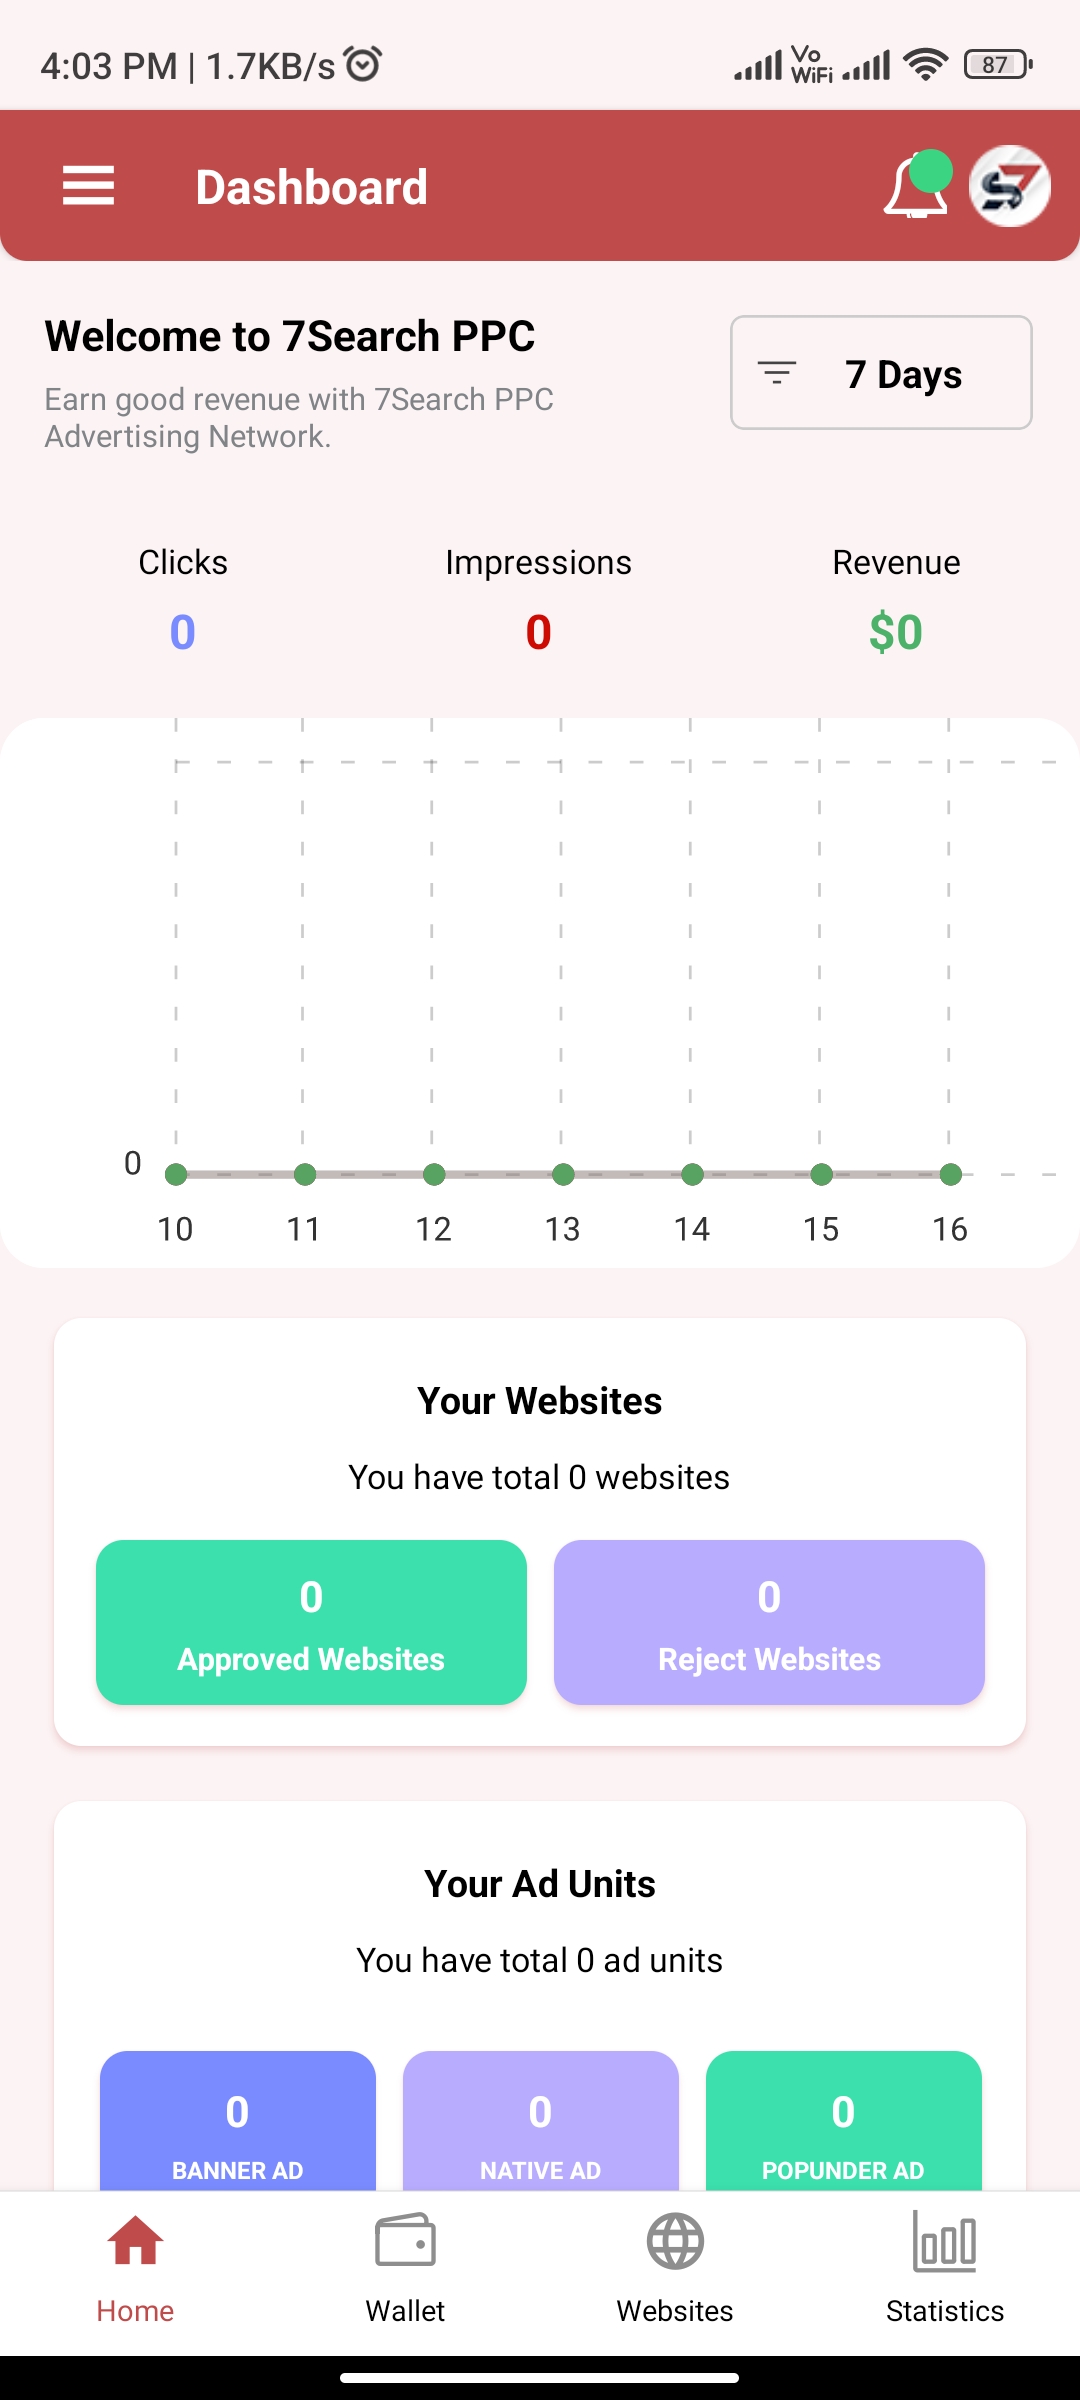 4:03 PM | 1.7KB/s
Vo
WiFi
87
Dashboard
S7
Welcome to 7Search PPC
Earn good revenue with 7Search PPC
Advertising Network.
7 Days
Clicks
Impressions
Revenue
0
0
$0
0
10 11 12 13 14 15 16
Your Websites
You have total 0 websites
0
Approved Websites
0
Reject Websites
Your Ad Units
You have total 0 ad units
0
BANNER AD
0
NATIVE AD
0
POPUNDER AD
Home
Wallet
Websites
Statistics